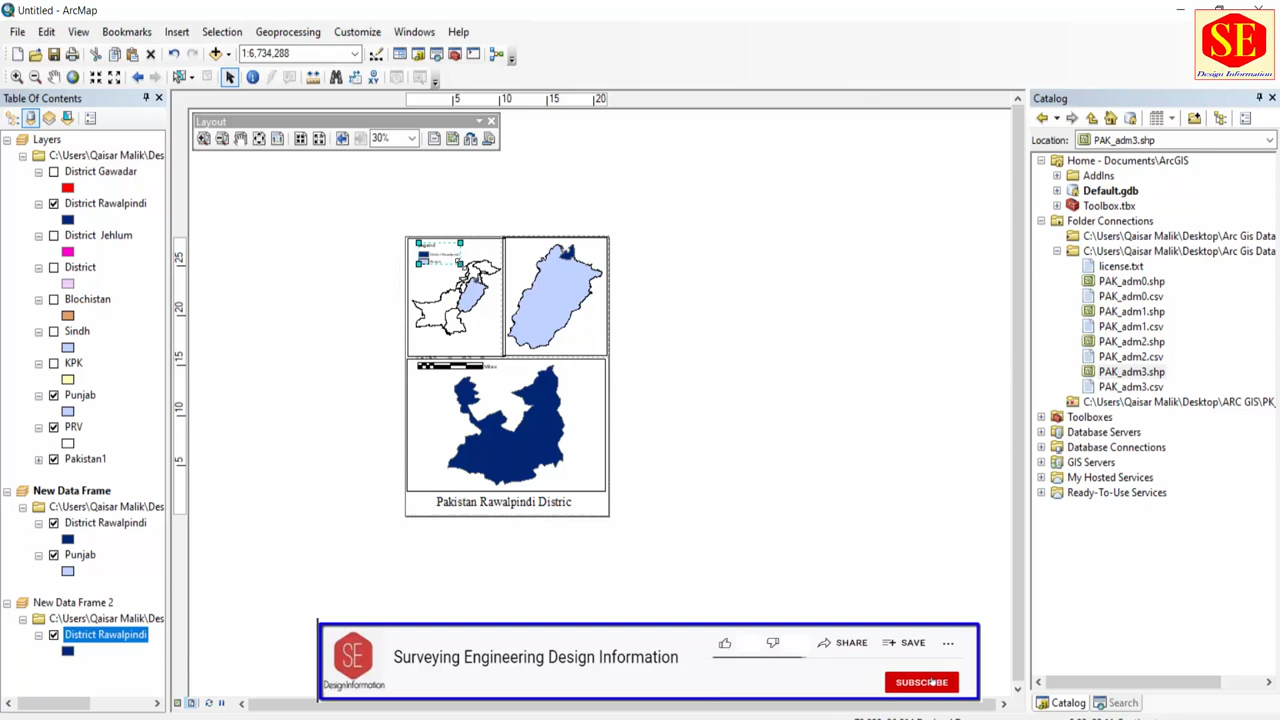 Untitled - ArcMap
File Edit View Bookmarks Insert Selection Geoprocessing Customize Windows Help
1:6,734,288
SE
Design Information
Table Of Contents
Layers
C:\Users\Qaisar Malik\Des
District Gawadar
District Rawalpindi
District Jehlum
District
Blochistan
Sindh
KPK
Punjab
PRV
Pakistan1
New Data Frame
C:\Users\Qaisar Malik\Des
District Rawalpindi
Punjab
New Data Frame 2
C:\Users\Qaisar Malik\Des
District Rawalpindi
5 10 15 20
Layout
30%
25
20
15
10
5
Pakistan Rawalpindi Distric
Catalog
Location: PAK_adm3.shp
Home - Documents\ArcGIS
AddIns
Default.gdb
Toolbox.tbx
Folder Connections
C:\Users\Qaisar Malik\Desktop\Arc Gis Data
C:\Users\Qaisar Malik\Desktop\Arc Gis Data
license.txt
PAK_adm0.shp
PAK_adm0.csv
PAK_adm1.shp
PAK_adm1.csv
PAK_adm2.shp
PAK_adm2.csv
PAK_adm3.shp
PAK_adm3.csv
C:\Users\Qaisar Malik\Desktop\ARC GIS\PK_
Toolboxes
Database Servers
Database Connections
GIS Servers
My Hosted Services
Ready-To-Use Services
Catalog Search
SE
DesignInformation
Surveying Engineering Design Information
SHARE
SAVE
SUBSCRIBE